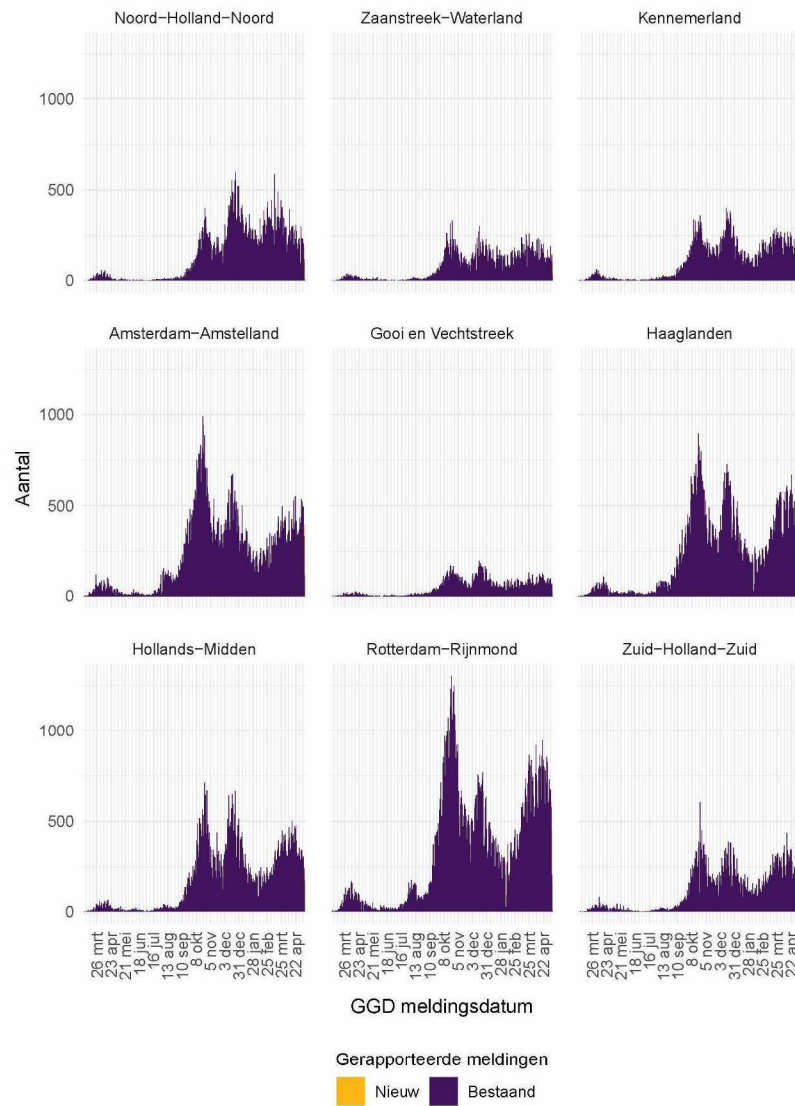 Noord-Holland-Noord Zaanstreek-Waterland Kennemerland
1000
500
0
Amsterdam-Amstelland Gooi en Vechtstreek Haaglanden
1000
500
0
Aantal
Hollands-Midden Rotterdam-Rijnmond Zuid-Holland-Zuid
1000
500
0
26 mrt 23 apr 21 mei 18 jun 16 jul 13 aug 10 sep 8 okt 5 nov 3 dec 31 dec 28 jan 25 feb 25 mrt 22 apr
26 mrt 23 apr 21 mei 18 jun 16 jul 13 aug 10 sep 8 okt 5 nov 3 dec 31 dec 28 jan 25 feb 25 mrt 22 apr
26 mrt 23 apr 21 mei 18 jun 16 jul 13 aug 10 sep 8 okt 5 nov 3 dec 31 dec 28 jan 25 feb 25 mrt 22 apr
GGD meldingsdatum
Gerapporteerde meldingen
Nieuw Bestaand